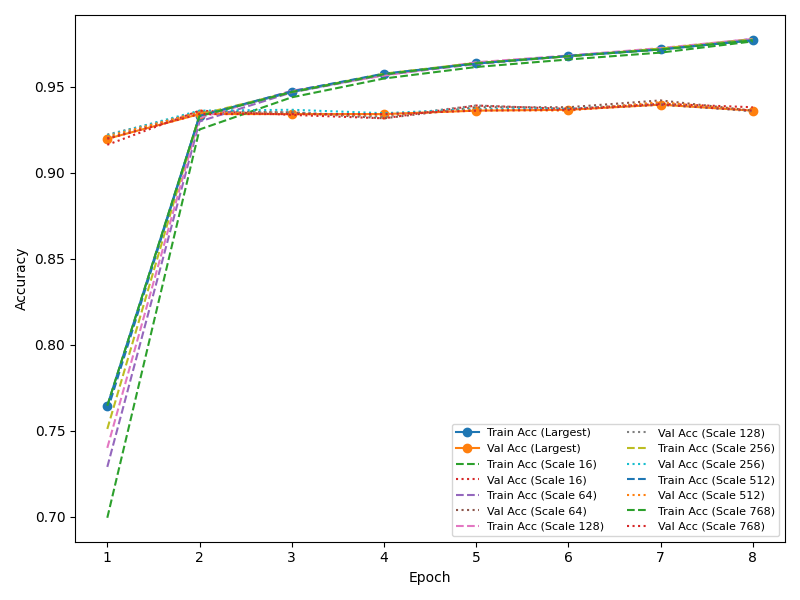 0.95
0.90
0.85
0.80
0.75
0.70
Accuracy
1 2 3 4 5 6 7 8
Epoch
Train Acc (Largest)
Val Acc (Largest)
Train Acc (Scale 16)
Val Acc (Scale 16)
Train Acc (Scale 64)
Val Acc (Scale 64)
Train Acc (Scale 128)
Val Acc (Scale 128)
Train Acc (Scale 256)
Val Acc (Scale 256)
Train Acc (Scale 512)
Val Acc (Scale 512)
Train Acc (Scale 768)
Val Acc (Scale 768)